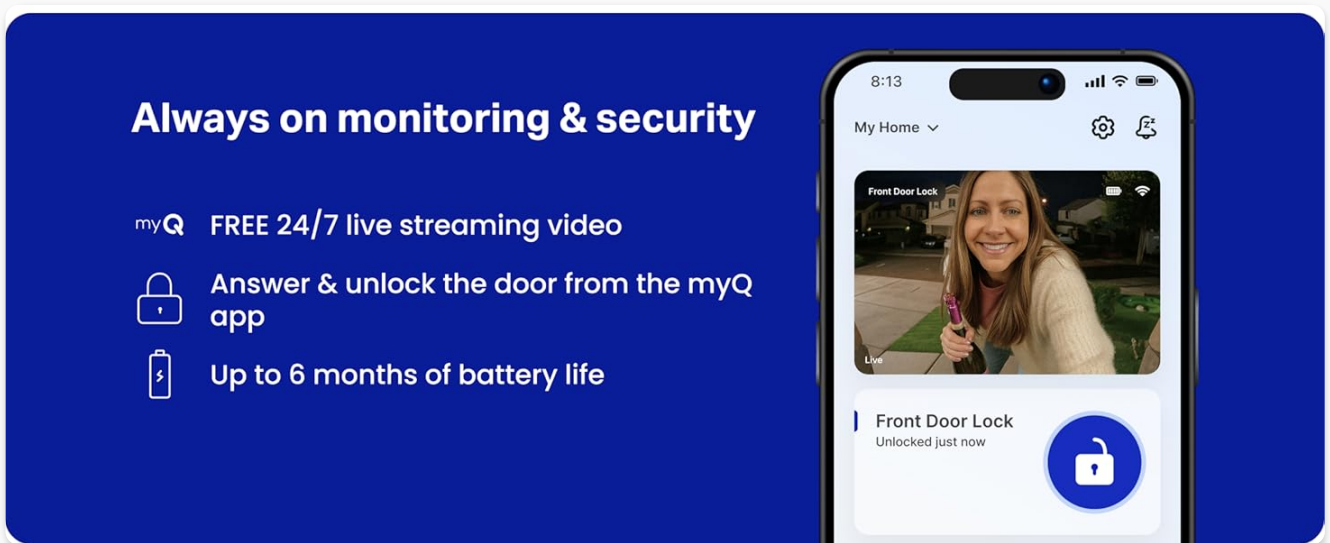 Always on monitoring & security
myQ FREE 24/7 live streaming video
Answer & unlock the door from the myQ
app
Up to 6 months of battery life
8:13
My Home
Front Door Lock
Live
Front Door Lock
Unlocked just now